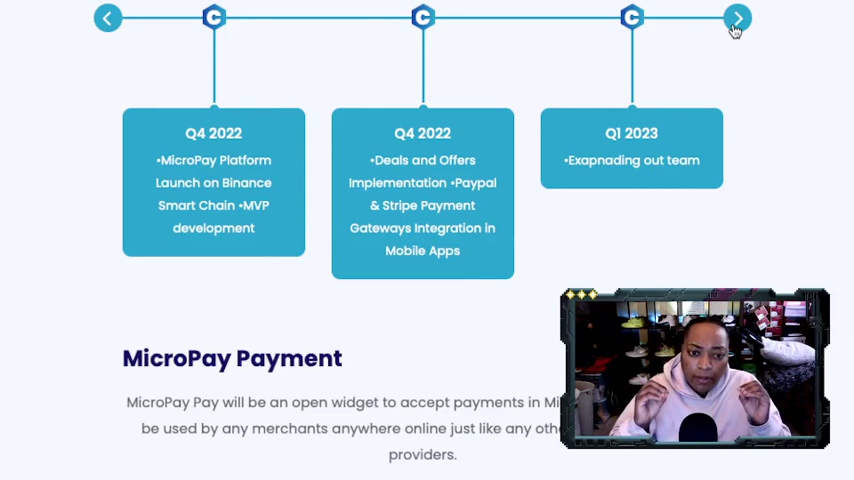 Q4 2022
•MicroPay Platform
Launch on Binance
Smart Chain •MVP
development
Q4 2022
•Deals and Offers
Implementation •Paypal
& Stripe Payment
Gateways Integration in
Mobile Apps
Q1 2023
•Exapnading out team
MicroPay Payment
MicroPay Pay will be an open widget to accept payments in
be used by any merchants anywhere online just like any
providers.